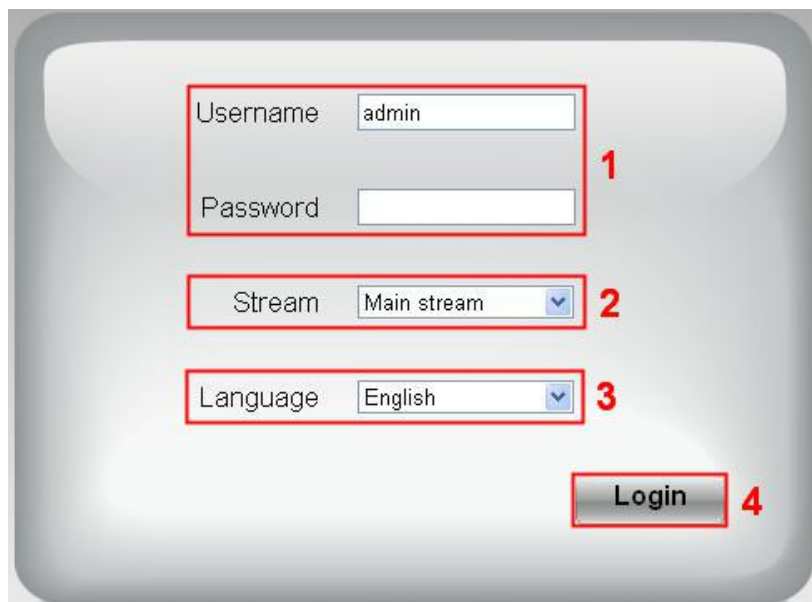 Username admin
1
Password
Stream Main stream 2
Language English 3
Login 4